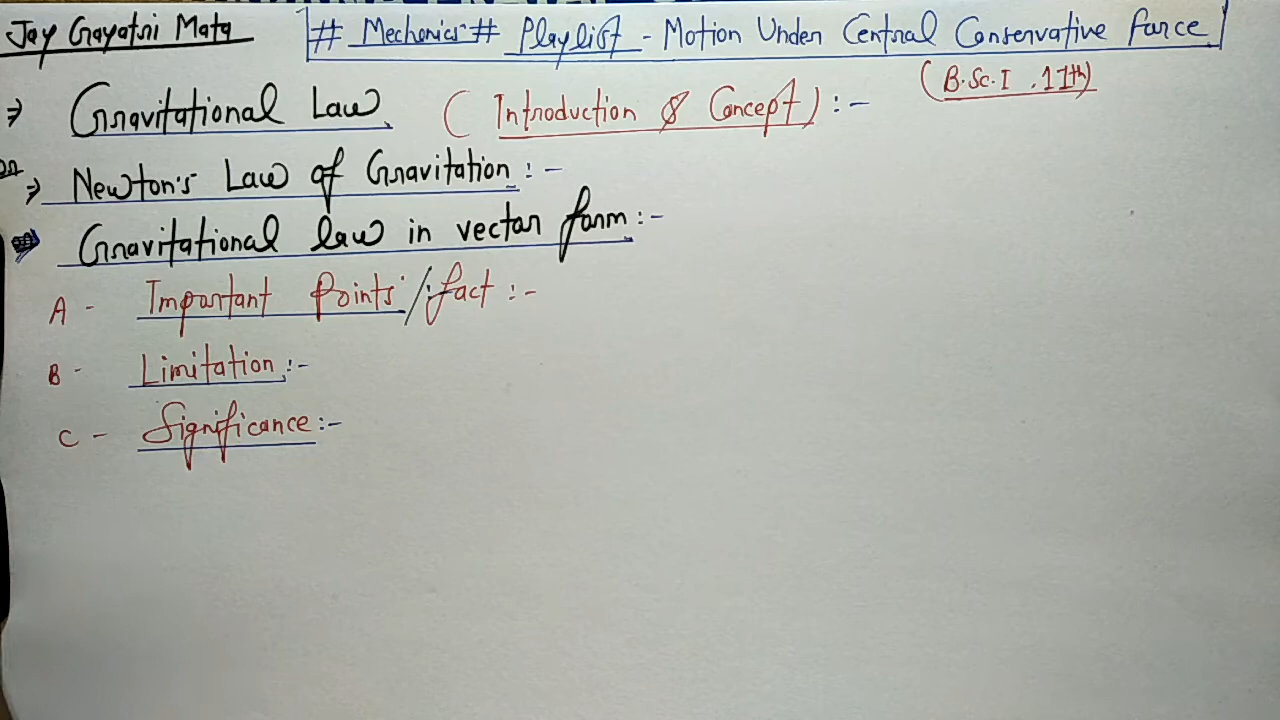 Jay Gayatri Mata
# Mechanics # Playlist - Motion Under Central Conservative Force
(B.Sc.I , 11th)
⇒ Gravitational Law ( Introduction & Concept) :-
⇒ Newton's Law of Gravitation :-
Gravitational law in vector form :-
A - Important Points / fact :-
B - Limitation :-
C - Significance :-